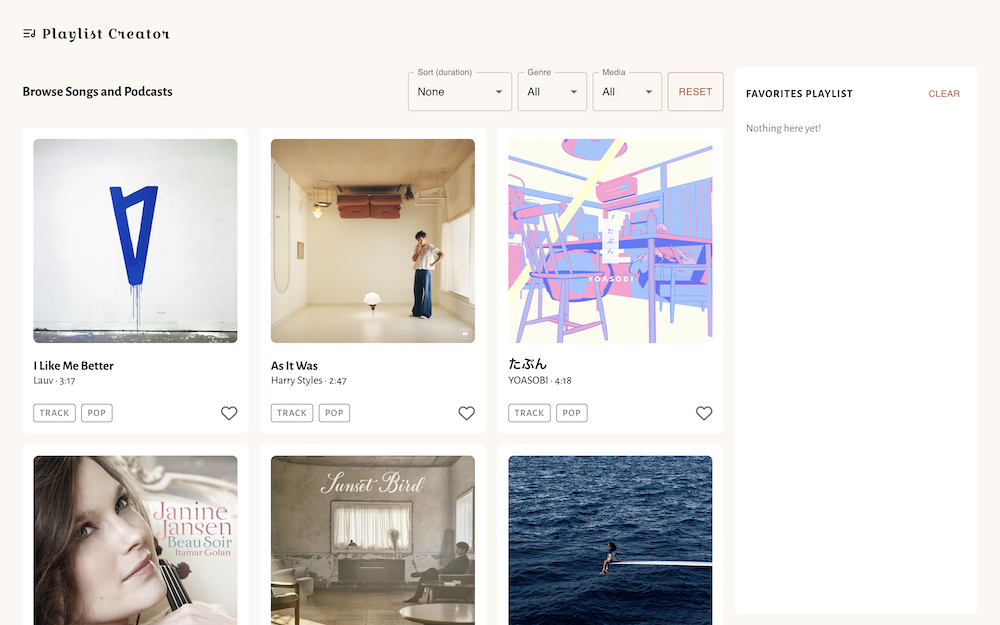 Playlist Creator
Browse Songs and Podcasts
Sort (duration)
None
Genre
All
Media
All
RESET
FAVORITES PLAYLIST
CLEAR
Nothing here yet!
たぶん
YOASOBI
I Like Me Better
Lauv · 3:17
TRACK
POP
As It Was
Harry Styles · 2:47
TRACK
POP
たぶん
YOASOBI · 4:18
TRACK
POP
Janine
Jansen
Beau Soir
Itamar Golan
Sunset Bird